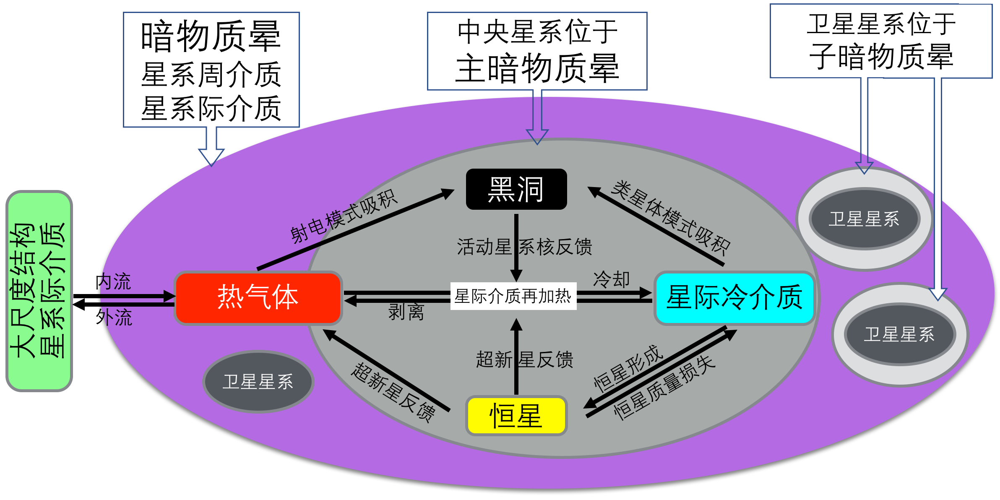 暗物质晕
星系周介质
星系际介质
中央星系位于
主暗物质晕
卫星星系位于
子暗物质晕
大尺度结构
星系际介质
内流
外流
热气体
射电模式吸积
黑洞
类星体模式吸积
活动星系核反馈
星际介质再加热
冷却
剥离
星际冷介质
超新星反馈
超新星反馈
恒星
恒星形成
恒星质量损失
卫星星系
卫星星系
卫星星系